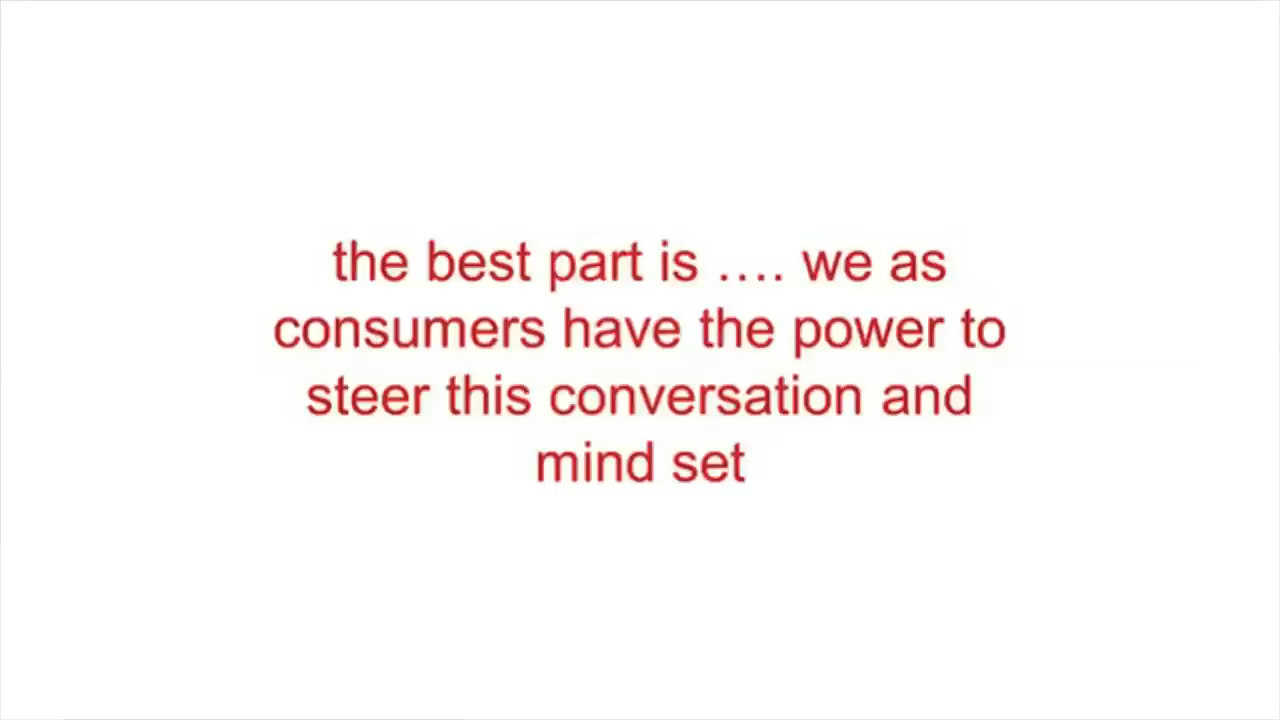 the best part is .... we as
consumers have the power to
steer this conversation and
mind set